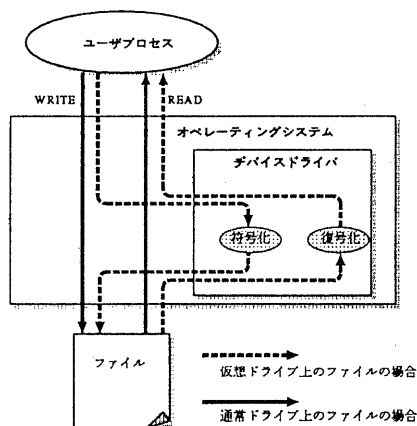 ユーザプロセス
WRITE
READ
オペレーティングシステム
デバイスドライバ
符号化
復号化
ファイル
仮想ドライブ上のファイルの場合
通常ドライブ上のファイルの場合